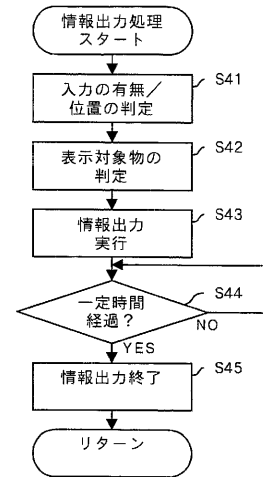 情報出力処理
スタート
S41
入力の有無／
位置の判定
S42
表示対象物の
判定
S43
情報出力
実行
S44
一定時間
経過？
NO
YES
S45
情報出力終了
リターン